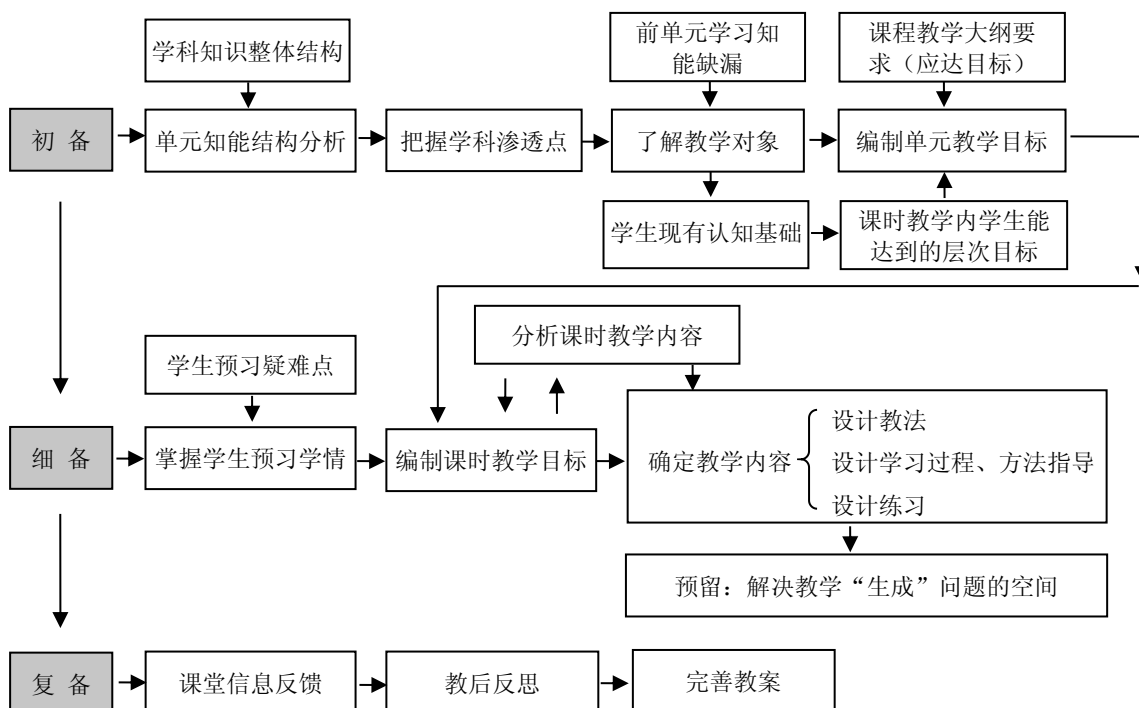 学科知识整体结构
前单元学习知
能缺漏
课程教学大纲要
求（应达目标）
初 备
单元知能结构分析
把握学科渗透点
了解教学对象
编制单元教学目标
学生现有认知基础
课时教学内学生能
达到的层次目标
分析课时教学内容
学生预习疑难点
细 备
掌握学生预习学情
编制课时教学目标
确定教学内容
设计教法
设计学习过程、方法指导
设计练习
预留：解决教学“生成”问题的空间
复 备
课堂信息反馈
教后反思
完善教案